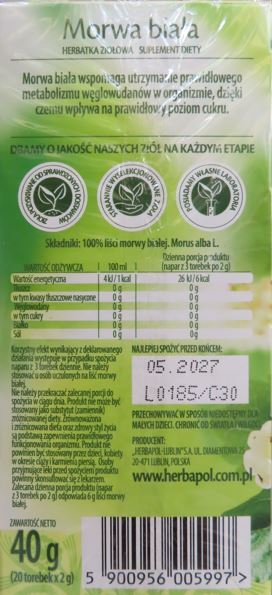 Morwa biała
HERBATKA ZIOŁOWA SUPLEMENT DIETY
Morwa biała wspomaga utrzymanie prawidłowego
metabolizmu węglowodanów w organizmie, dzięki
czemu wpływa na prawidłowy poziom cukru.
DBAMY O JAKOŚĆ NASZYCH ZIÓŁ NA KAŻDYM ETAPIE
ZIOŁA POCHODZĄ OD SPRAWDZONYCH DOSTAWCÓW
STARANNIE WYSELEKCJONOWANE ZIOŁA
POSIADAMY WŁASNE LABORATORIA
Składniki: 100% liści morwy białej. Morus alba L.
WARTOŚĆ ODŻYWCZA 100 ml Dzienna porcja produktu
(napar z 3 torebek po 2 g)
Wartość energetyczna 4 kJ/1 kcal 26 kJ/6 kcal
Tłuszcz 0 g 0 g
w tym kwasy tłuszczowe nasycone 0 g 0 g
Węglowodany 0 g 0 g
w tym cukry 0 g 0 g
Białko 0 g 0 g
Sól 0 g 0 g
Korzystny efekt wynikający z deklarowanego
działania występuje w przypadku spożycia
naparu z 3 torebek dziennie. Nie należy
stosować u osób uczulonych na liść morwy
białej.
Nie należy przekraczać zalecanej porcji do
spożycia w ciągu dnia. Produkt nie może być
stosowany jako substytut (zamiennik)
zróżnicowanej diety. Zrównoważona
i zróżnicowana dieta oraz zdrowy styl życia
są podstawą zapewnienia prawidłowego
funkcjonowania organizmu. Produkt nie
powinien być stosowany przez dzieci, kobiety
w okresie ciąży i karmienia piersią. Osoby
przyjmujące leki przed spożyciem produktu
powinny skonsultować się z lekarzem.
Zalecana dzienna porcja produktu (napar
z 3 torebek po 2 g) odpowiada 6 g liści morwy
białej.
NAJLEPIEJ SPOŻYĆ PRZED KOŃCEM:
05.2027
L0185/C30
PRZECHOWYWAĆ W SPOSÓB NIEDOSTĘPNY DLA
MAŁYCH DZIECI. CHRONIĆ OD ŚWIATŁA I WILGOCI.
PRODUCENT:
„HERBAPOL-LUBLIN" S.A. UL. DIAMENTOWA 25
20-471 LUBLIN, POLSKA
www.herbapol.com.pl
ZAWARTOŚĆ NETTO
40 g
(20 torebek x 2 g)
5 900956 005997 >